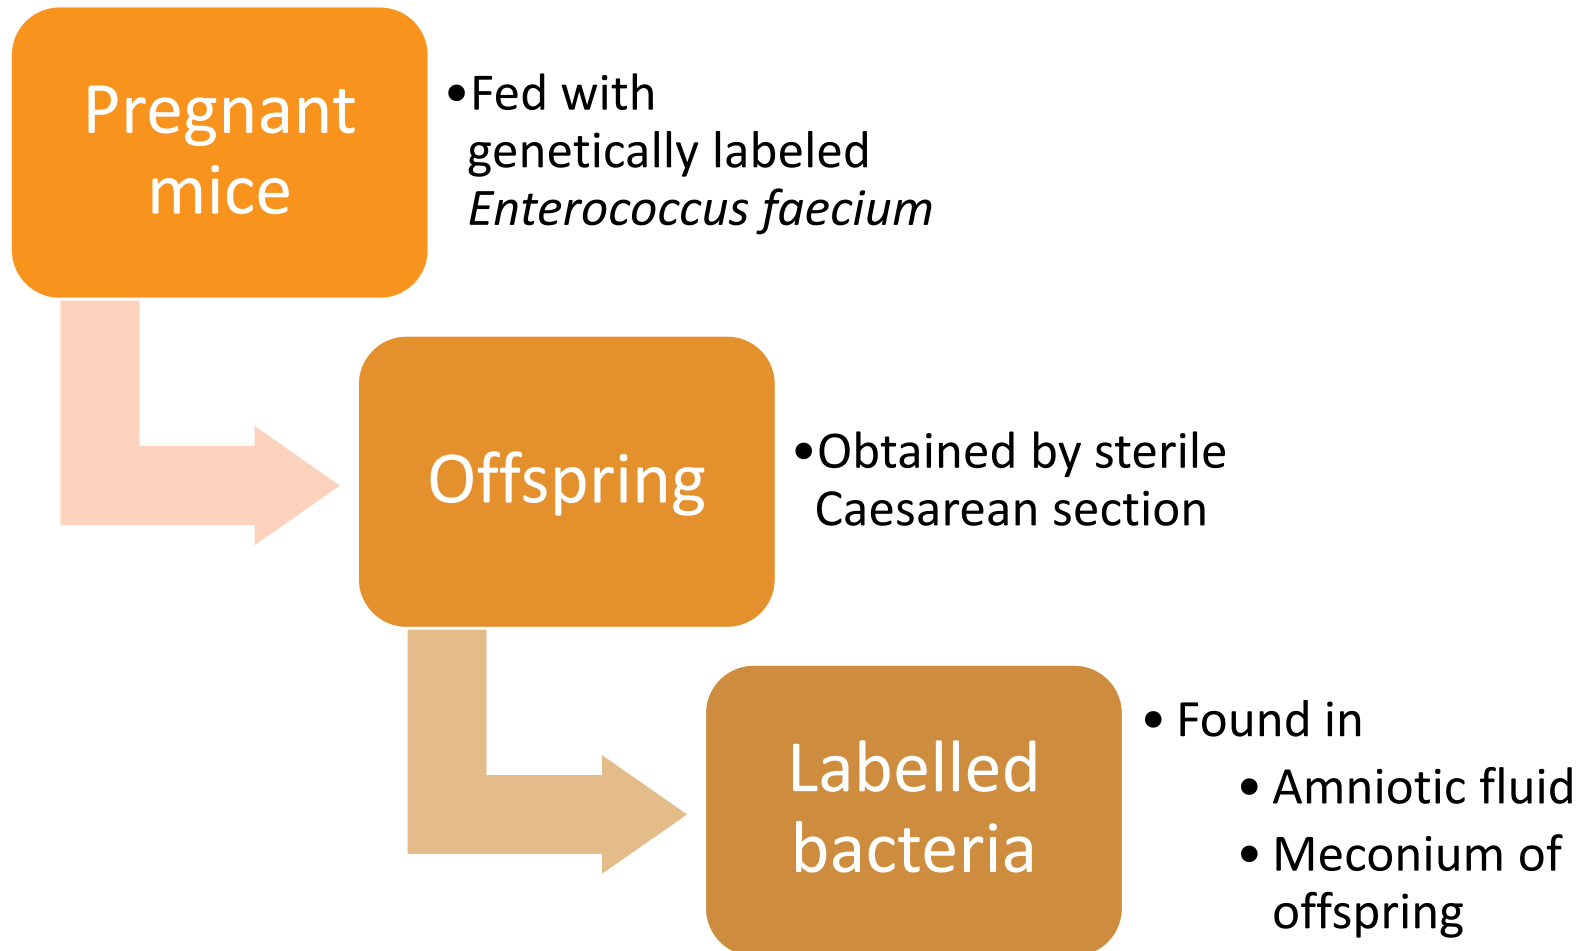 Pregnant
mice
•Fed with
genetically labeled
Enterococcus faecium
Offspring
•Obtained by sterile
Caesarean section
Labelled
bacteria
• Found in
• Amniotic fluid
• Meconium of
offspring